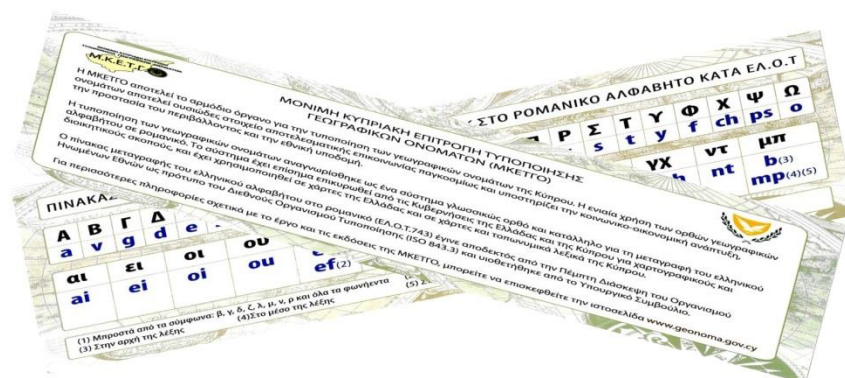 Μ.Κ.Ε.Τ.Γ.Ο
ΜΟΝΙΜΗ ΚΥΠΡΙΑΚΗ ΕΠΙΤΡΟΠΗ ΤΥΠΟΠΟΙΗΣΗΣ
ΓΕΩΓΡΑΦΙΚΩΝ ΟΝΟΜΑΤΩΝ (ΜΚΕΤΓΟ)
Η ΜΚΕΤΓΟ αποτελεί το αρμόδιο όργανο για την τυποποίηση των γεωγραφικών ονομάτων της Κύπρου. Η ενιαία χρήση των ορθών γεωγραφικών
ονομάτων αποτελεί ουσιώδες στοιχείο αποτελεσματικής επικοινωνίας παγκοσμίως και υποστηρίζει την κοινωνικο-οικονομική ανάπτυξη,
την προστασία του περιβάλλοντος και την εθνική υποδομή.
Η τυποποίηση των γεωγραφικών ονομάτων αναγνωρίσθηκε ως ένα σύστημα γλωσσικώς ορθό και κατάλληλο για τη μεταγραφή του ελληνικού
αλφαβήτου σε ρομανικό. Το σύστημα έχει επίσημα επικυρωθεί από τις Κυβερνήσεις της Ελλάδας και της Κύπρου για χαρτογραφικούς και
διοικητικούς σκοπούς, και έχει χρησιμοποιηθεί σε χάρτες της Ελλάδας και σε χάρτες και τοπωνυμικά λεξικά της Κύπρου.
Ο πίνακας μεταγραφής του ελληνικού αλφαβήτου στο ρομανικό (ΕΛ.Ο.Τ.743) έγινε αποδεκτός από την Πέμπτη Διάσκεψη του Οργανισμού
Ηνωμένων Εθνών ως πρότυπο του Διεθνούς Οργανισμού Τυποποίησης (ISO 843.3) και υιοθετήθηκε από το Υπουργικό Συμβούλιο.
Για περισσότερες πληροφορίες σχετικά με το έργο και τις εκδόσεις της ΜΚΕΤΓΟ, μπορείτε να επισκεφθείτε την ιστοσελίδα www.geonoma.gov.cy
ΣΤΟ ΡΟΜΑΝΙΚΟ ΑΛΦΑΒΗΤΟ ΚΑΤΑ ΕΛ.Ο.Τ
Π Ρ Σ Τ Υ Φ Χ Ψ Ω
s t y f ch ps o
γχ ντ μπ
nt b(3)
mp(4)(5)
Α Β Γ Δ
a v g d e
αι ει οι ου
ai ei oi ou ef(2)
(1) Μπροστά από τα σύμφωνα: β, γ, δ, ζ, λ, μ, ν, ρ και όλα τα φωνήεντα
(3) Στην αρχή της λέξης (4)Στο μέσο της λέξης